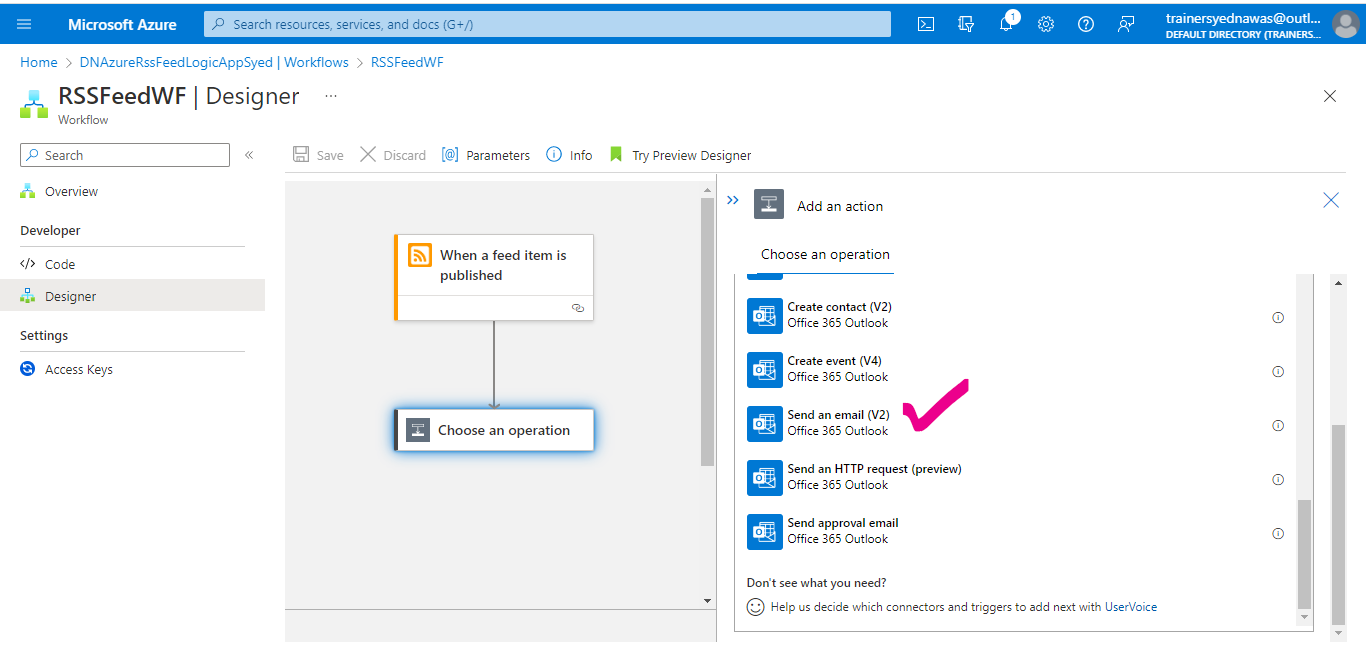 Microsoft Azure
Search resources, services, and docs (G+/)
1
trainersyednawas@outl...
DEFAULT DIRECTORY (TRAINERS...
Home > DNAzureRssFeedLogicAppSyed | Workflows > RSSFeedWF
RSSFeedWF | Designer ...
Workflow
Search
«
Overview
Developer
</> Code
Designer
Settings
Access Keys
Save
Discard
[@] Parameters
Info
Try Preview Designer
When a feed item is
published
Choose an operation
Add an action
Choose an operation
Create contact (V2)
Office 365 Outlook
Create event (V4)
Office 365 Outlook
Send an email (V2)
Office 365 Outlook
Send an HTTP request (preview)
Office 365 Outlook
Send approval email
Office 365 Outlook
Don't see what you need?
Help us decide which connectors and triggers to add next with UserVoice